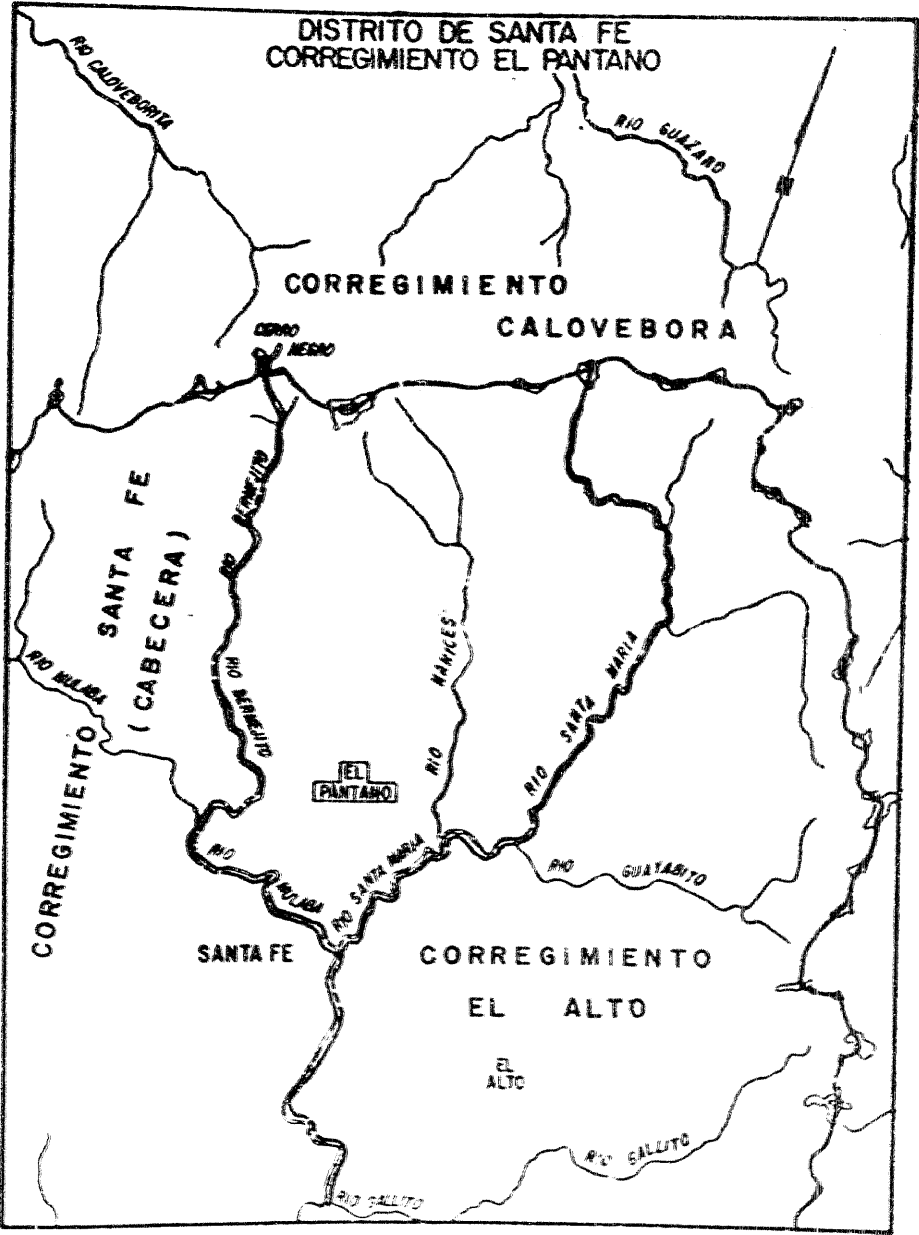 DISTRITO DE SANTA FE
CORREGIMIENTO EL PANTANO
RIO CALOVEBORITA
RIO GUAZARO
CORREGIMIENTO
CALOVEBORA
CERRO
NEGRO
RIO BERMEJITO
SANTA FE
(CABECERA)
CORREGIMIENTO
RIO MULABA
RIO BERMEJITO
RIO NARICES
RIO SANTA MARIA
EL
PANTANO
RIO MULABA
RIO SANTA MARIA
RIO GUAYABITO
SANTA FE
CORREGIMIENTO
EL ALTO
EL
ALTO
RIO GALLITO
RIO GALLITO